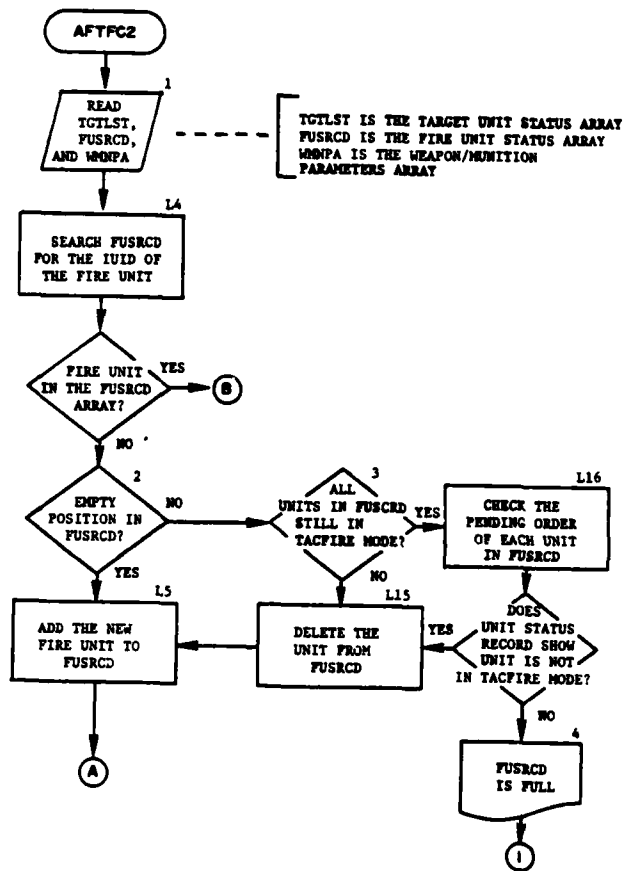 AFTFC2
1
READ
TGTLST,
FUSRCD,
AND WMNPA
TGTLST IS THE TARGET UNIT STATUS ARRAY
FUSRCD IS THE FIRE UNIT STATUS ARRAY
WMNPA IS THE WEAPON/MUNITION
PARAMETERS ARRAY
L4
SEARCH FUSRCD
FOR THE IUID OF
THE FIRE UNIT
FIRE UNIT
IN THE FUSRCD
ARRAY?
YES
B
NO
2
EMPTY
POSITION IN
FUSRCD?
NO
YES
3
ALL
UNITS IN FUSCRD
STILL IN
TACFIRE MODE?
YES
NO
L16
CHECK THE
PENDING ORDER
OF EACH UNIT
IN FUSRCD
L5
ADD THE NEW
FIRE UNIT TO
FUSRCD
L15
DELETE THE
UNIT FROM
FUSRCD
YES
DOES
UNIT STATUS
RECORD SHOW
UNIT IS NOT
IN TACFIRE MODE?
NO
A
4
FUSRCD
IS FULL
I